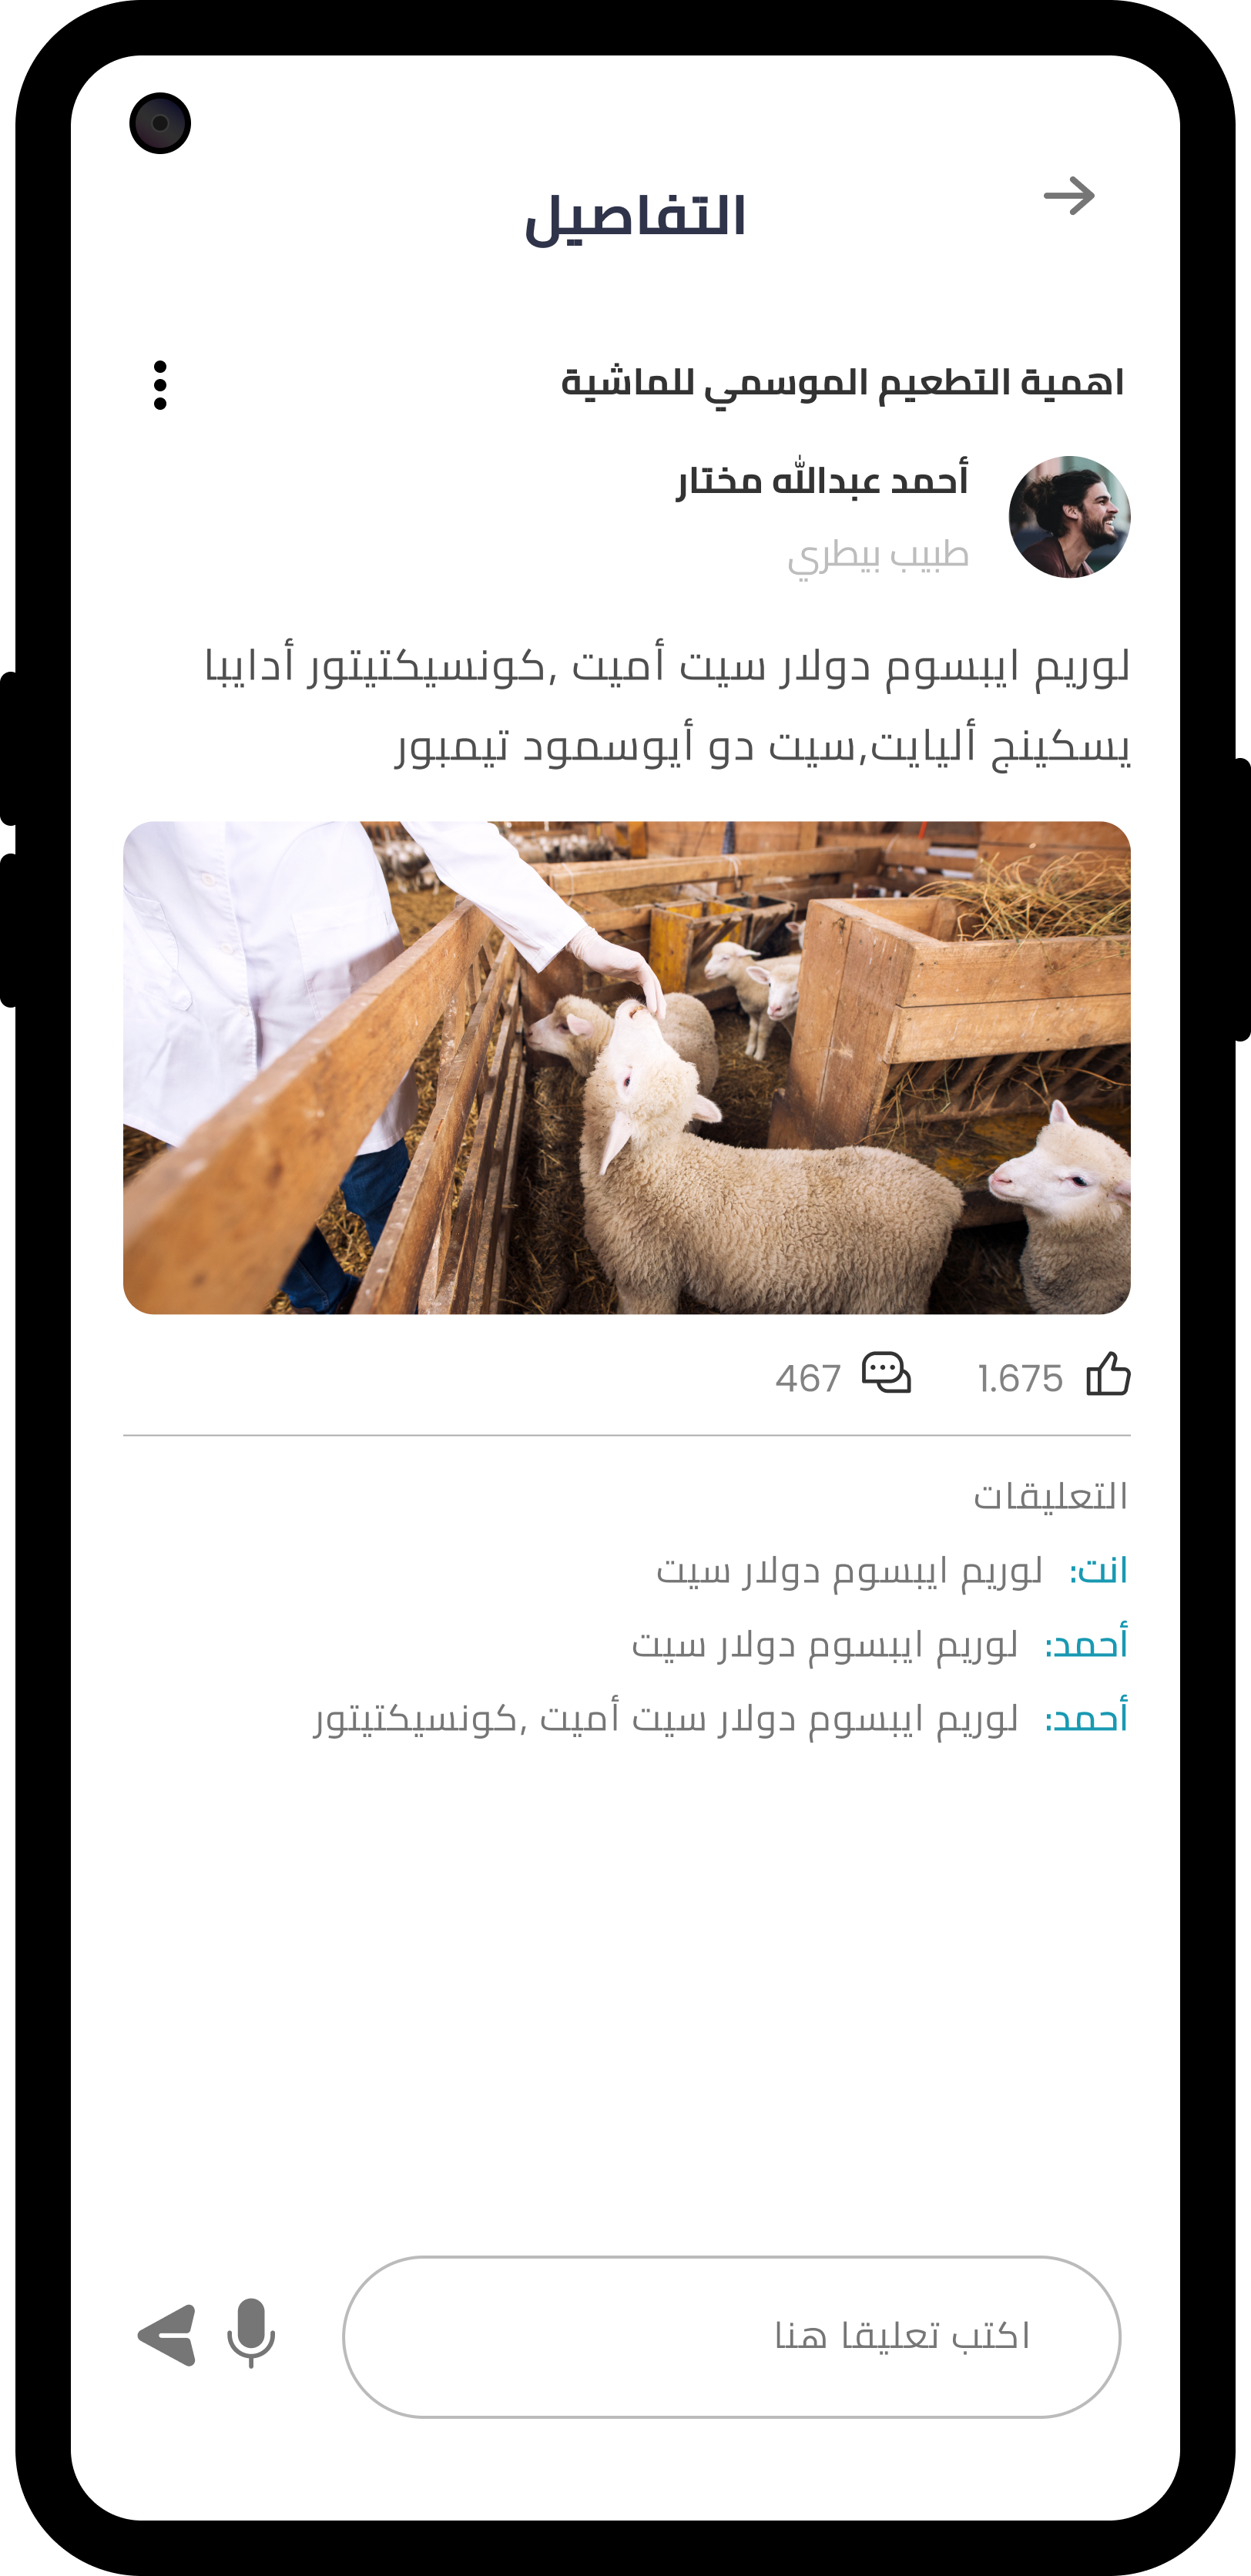 التفاصيل
اهمية التطعيم الموسمي للماشية
أحمد عبدالله مختار
طبيب بيطري
لوريم ايبسوم دولار سيت أميت ,كونسيكتيتور أدايبا
يسكينج أليايت,سيت دو أيوسمود تيمبور
1.675 467
التعليقات
انت: لوريم ايبسوم دولار سيت
أحمد: لوريم ايبسوم دولار سيت
أحمد: لوريم ايبسوم دولار سيت أميت ,كونسيكتيتور
اكتب تعليقا هنا